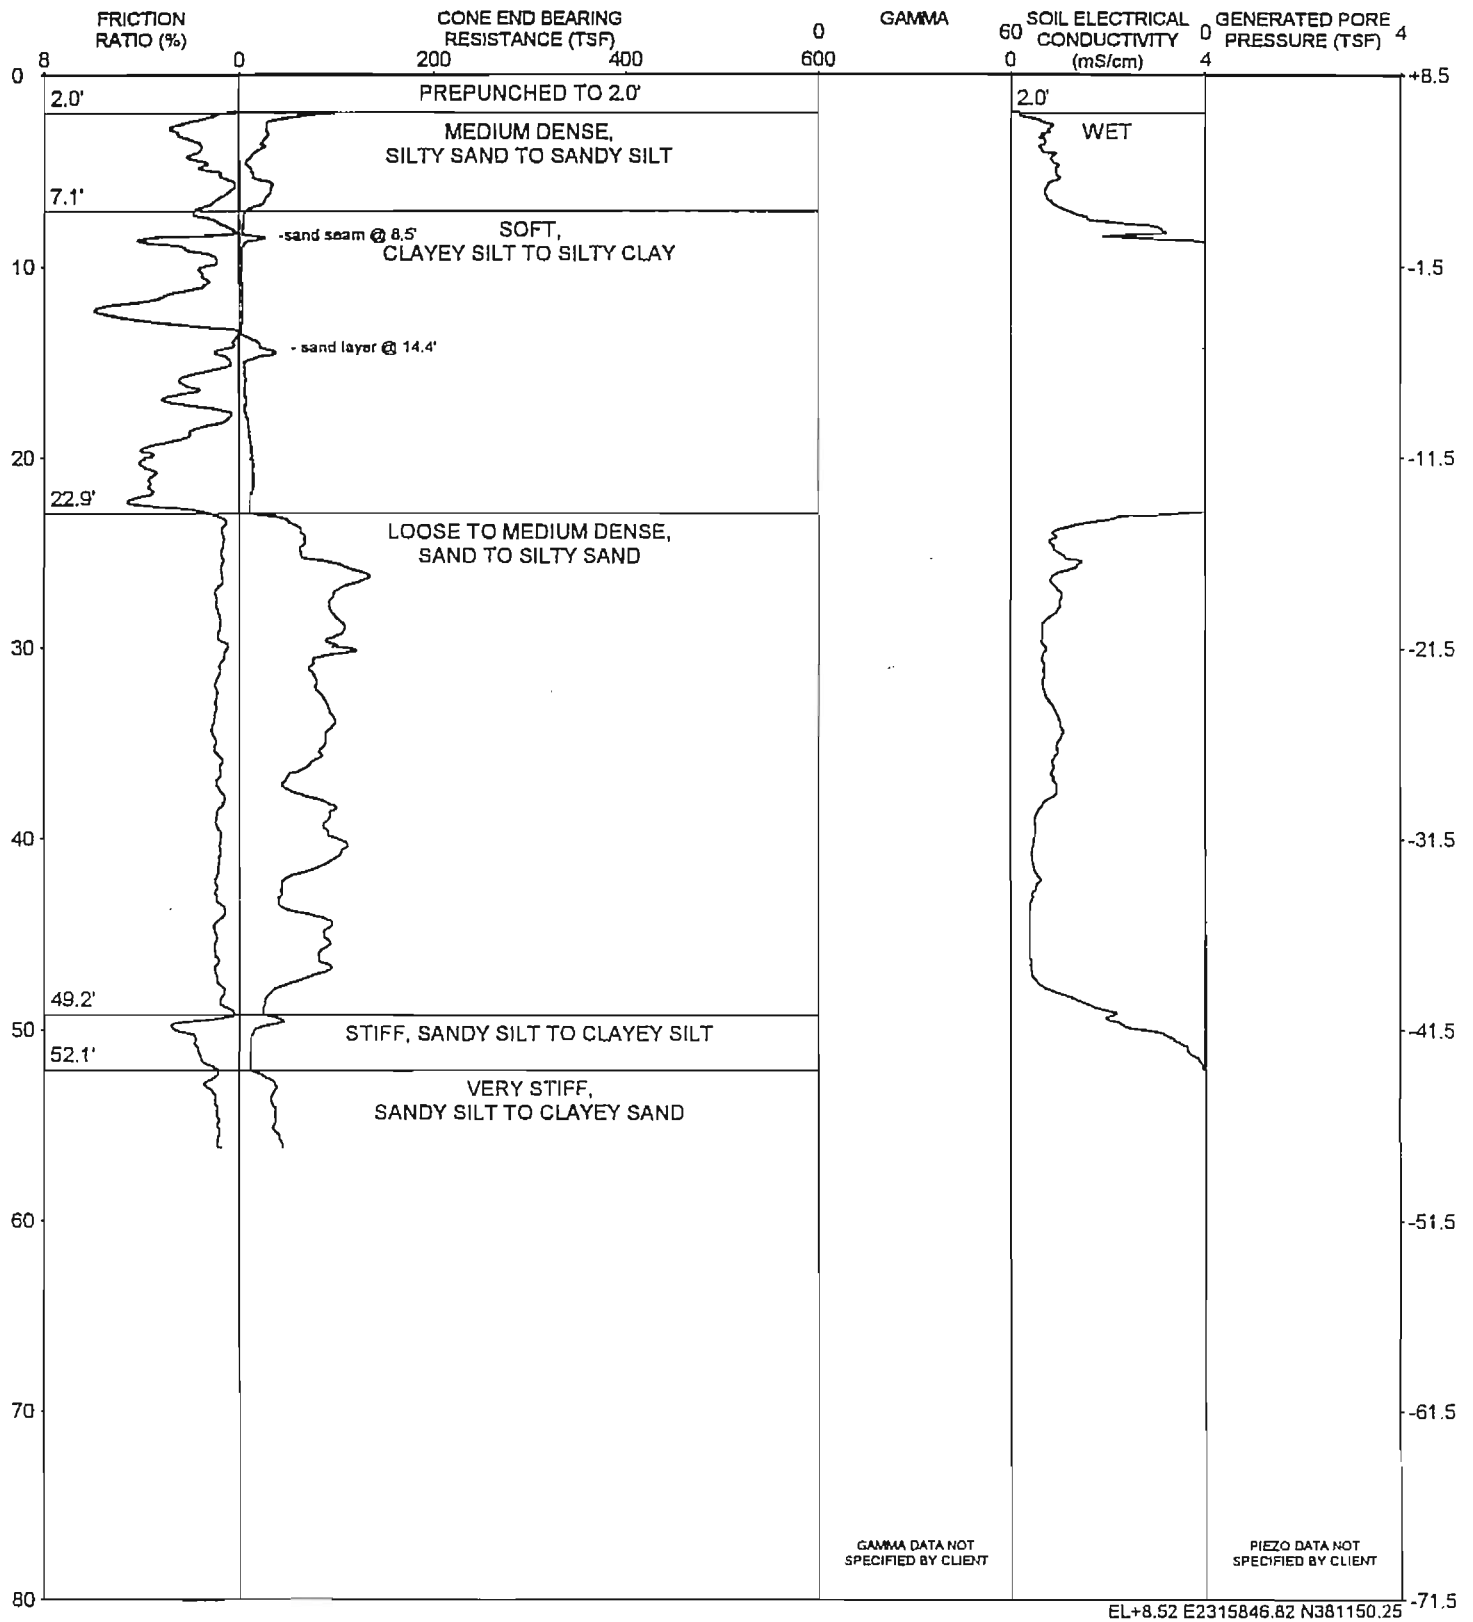 FRICTION
RATIO (%)
CONE END BEARING
RESISTANCE (TSF)
GAMMA
SOIL ELECTRICAL
CONDUCTIVITY
(mS/cm)
GENERATED PORE
PRESSURE (TSF)
0
60
0
4
8
0
200
400
600
0
4
0
+8.5
2.0'
PREPUNCHED TO 2.0'
2.0'
MEDIUM DENSE,
SILTY SAND TO SANDY SILT
WET
7.1'
SOFT,
CLAYEY SILT TO SILTY CLAY
-sand seam @ 8.5'
10
-1.5
- sand layer @ 14.4'
20
-11.5
22.9'
LOOSE TO MEDIUM DENSE,
SAND TO SILTY SAND
30
-21.5
40
-31.5
49.2'
50
STIFF, SANDY SILT TO CLAYEY SILT
-41.5
52.1'
VERY STIFF,
SANDY SILT TO CLAYEY SAND
60
-51.5
70
-61.5
GAMMA DATA NOT
SPECIFIED BY CLIENT
PIEZO DATA NOT
SPECIFIED BY CLIENT
80
-71.5
EL+8.52 E2315846.82 N381150.25